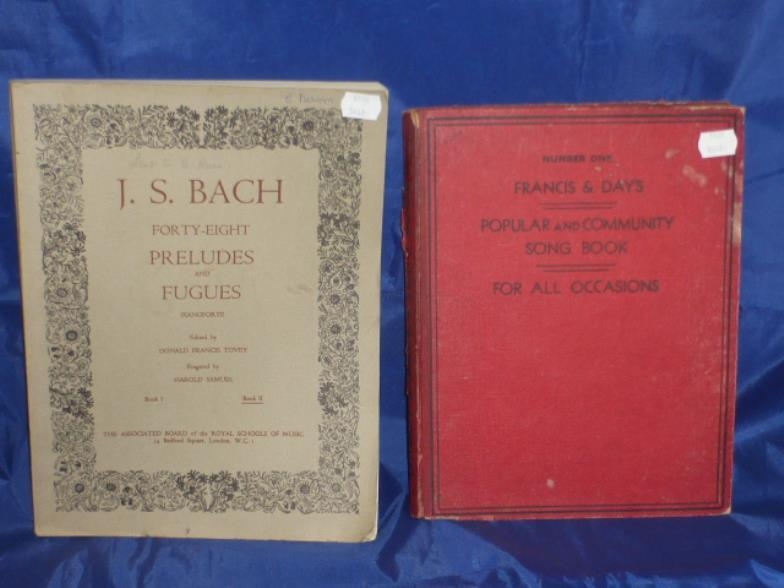 J. S. BACH
FORTY-EIGHT
PRELUDES
AND
FUGUES
PIANOFORTE
Edited by
DONALD FRANCIS TOVEY
Fingered by
HAROLD SAMUEL
Book I Book II
THE ASSOCIATED BOARD of the ROYAL SCHOOLS OF MUSIC
14 Bedford Square, London, W.C. 1
NUMBER ONE
FRANCIS & DAY'S
POPULAR AND COMMUNITY
SONG BOOK
FOR ALL OCCASIONS